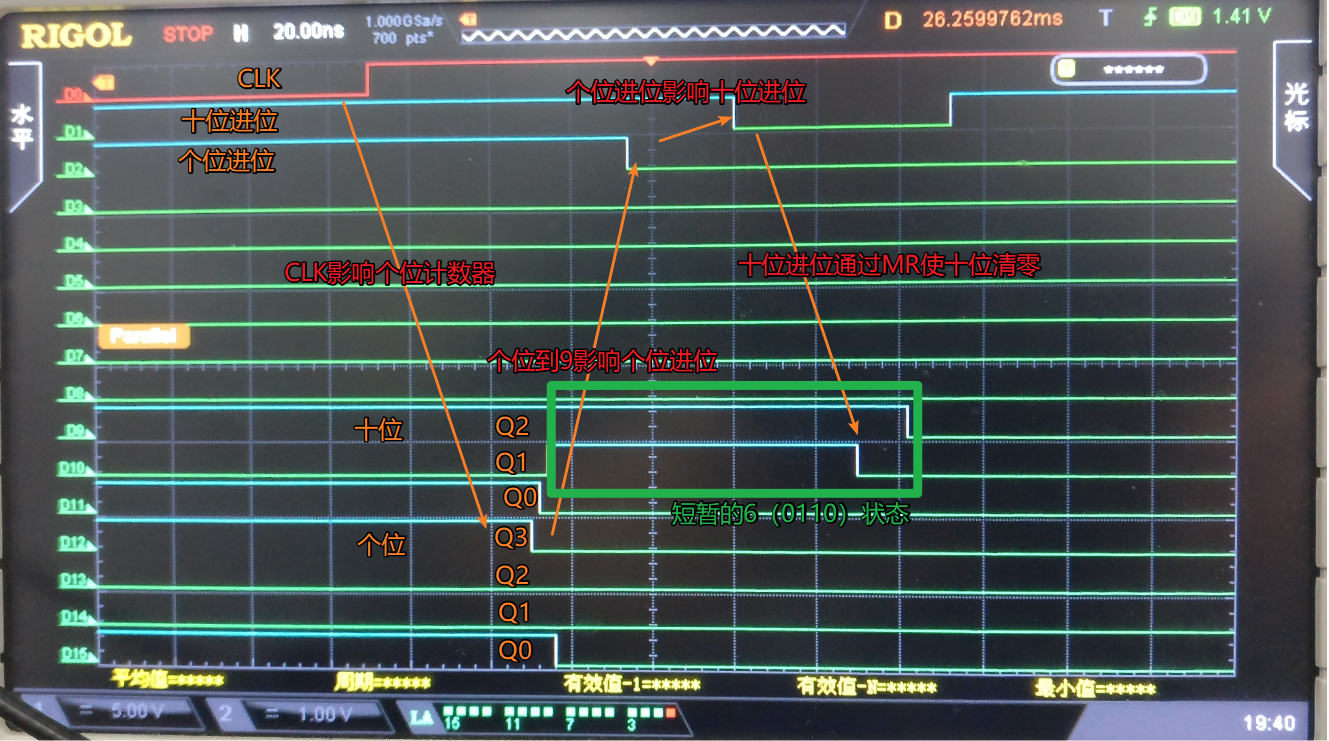 RIGOL STOP H 20.00ns 1.000GSa/s 700 pts* T D 26.2599762ms T 1.41 V
水平
光标
D0 CLK
******
个位进位影响十位进位
D1 十位进位
D2 个位进位
D3
D4
D5
CLK影响个位计数器
十位进位通过MR使十位清零
D6
Parallel
D7
个位到9影响个位进位
D8
D9 十位 Q2
D10 Q1
D11 Q0
短暂的6（0110）状态
D12 个位 Q3
D13 Q2
D14 Q1
D15 Q0
平均值=***** 周期=***** 有效值-1=***** 有效值-N=***** 最小值=*****
1 = 5.00 V 2 = 1.00 V LA 15 11 7 3
19:40